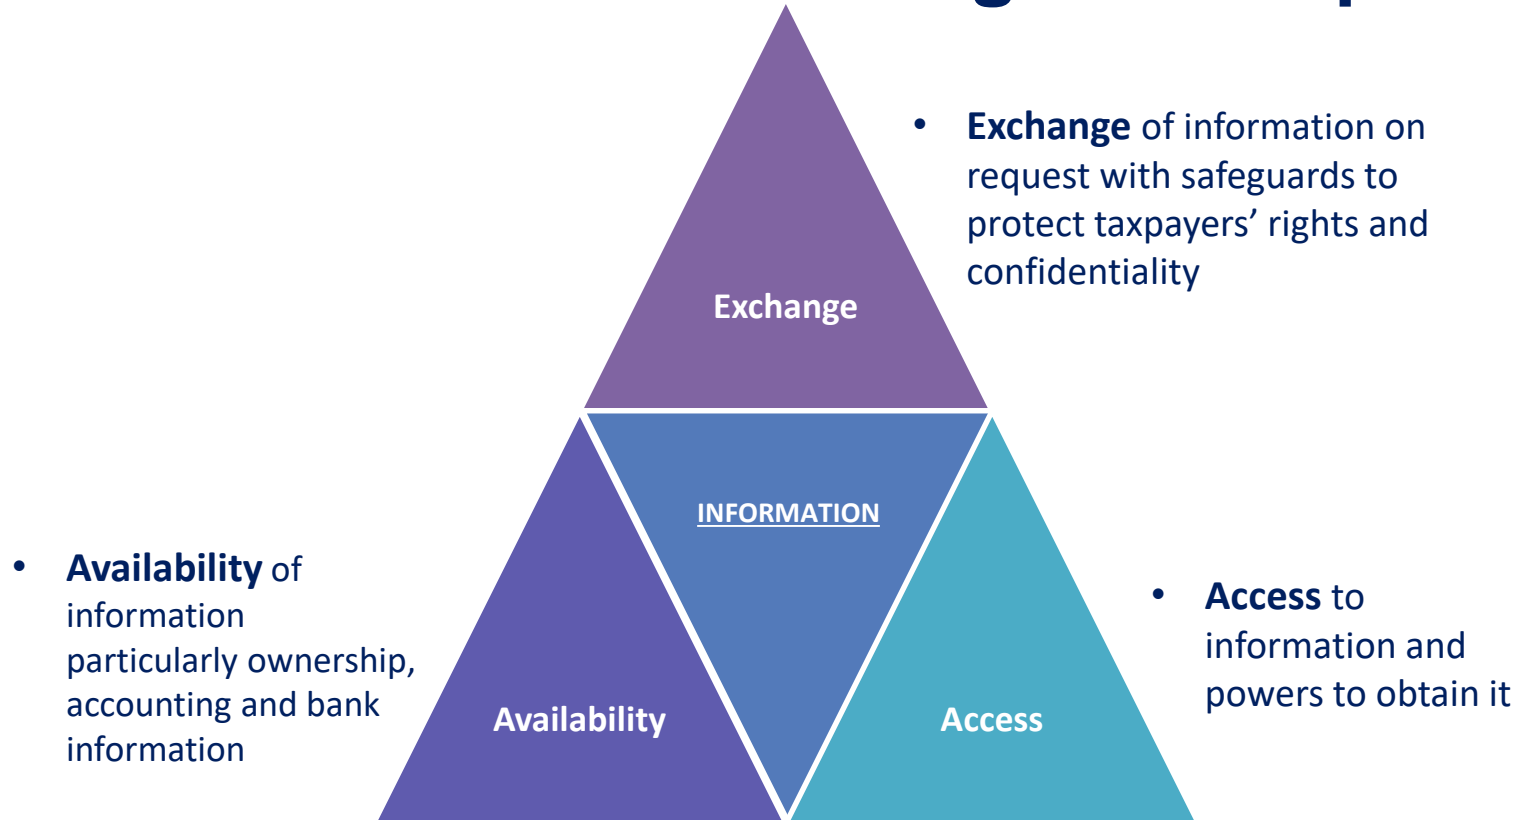 • Exchange of information on
request with safeguards to
protect taxpayers’ rights and
confidentiality
Exchange
INFORMATION
• Availability of
information
particularly ownership,
accounting and bank
information
Availability
Access
• Access to
information and
powers to obtain it